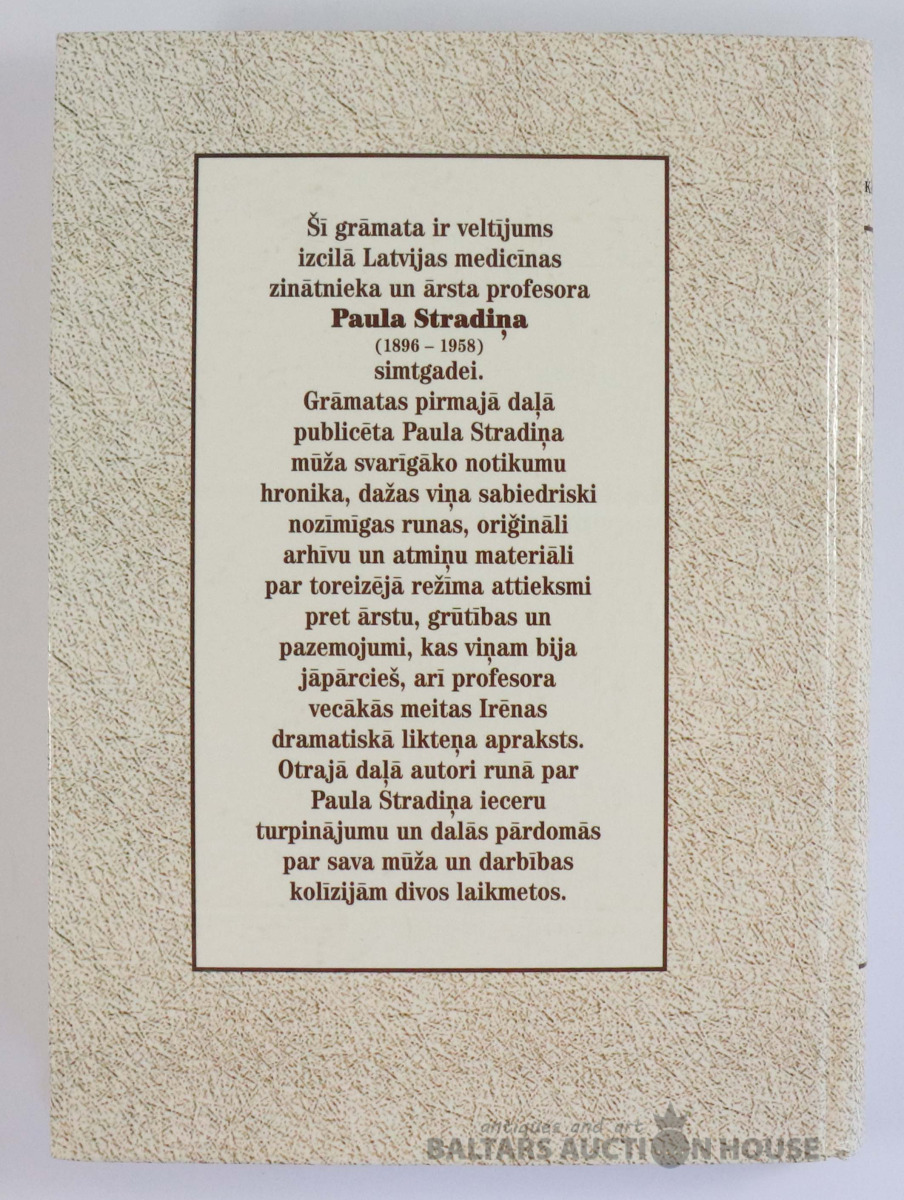 Šī grāmata ir veltījums
izcilā Latvijas medicīnas
zinātnieka un ārsta profesora
Paula Stradiņa
(1896 – 1958)
simtgadei.
Grāmatas pirmajā daļā
publicēta Paula Stradiņa
mūža svarīgāko notikumu
hronika, dažas viņa sabiedriski
nozīmīgas runas, oriģināli
arhīvu un atmiņu materiāli
par toreizējā režīma attieksmi
pret ārstu, grūtības un
pazemojumi, kas viņam bija
jāpārcieš, arī profesora
vecākās meitas Irēnas
dramatiskā likteņa apraksts.
Otrajā daļā autori runā par
Paula Stradiņa ieceru
turpinājumu un dalās pārdomās
par sava mūža un darbības
kolīzijām divos laikmetos.
antiques and art
BALTARS AUCTION HOUSE